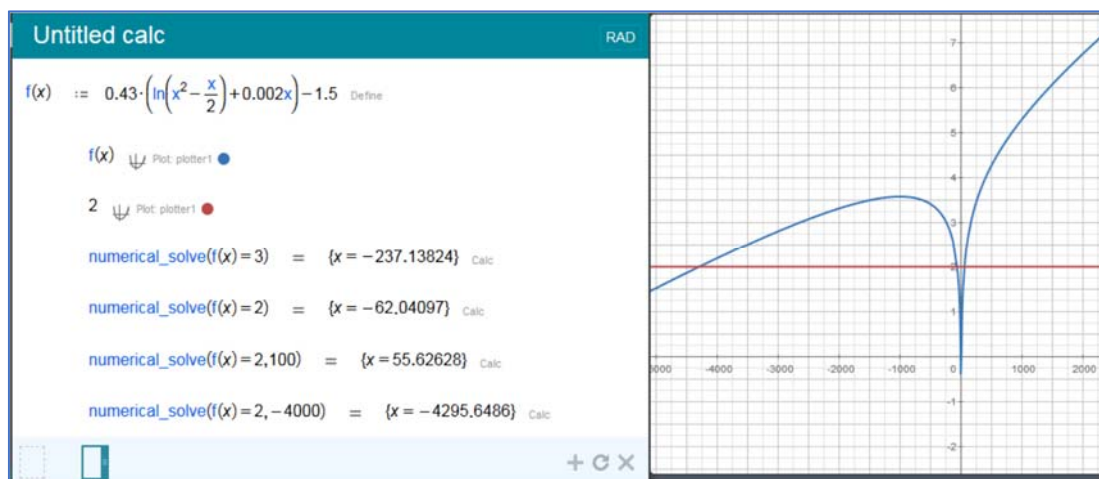 Untitled calc RAD
f(x) := 0.43·(ln(x²−x/2)+0.002x)−1.5 Define
f(x) Plot: plotter1
2 Plot: plotter1
numerical_solve(f(x)=3) = {x=−237.13824} Calc
numerical_solve(f(x)=2) = {x=−62.04097} Calc
numerical_solve(f(x)=2,100) = {x=55.62628} Calc
numerical_solve(f(x)=2,−4000) = {x=−4295.6486} Calc
7
6
5
4
3
2
1
-5000 -4000 -3000 -2000 -1000 0 1000 2000
-1
-2